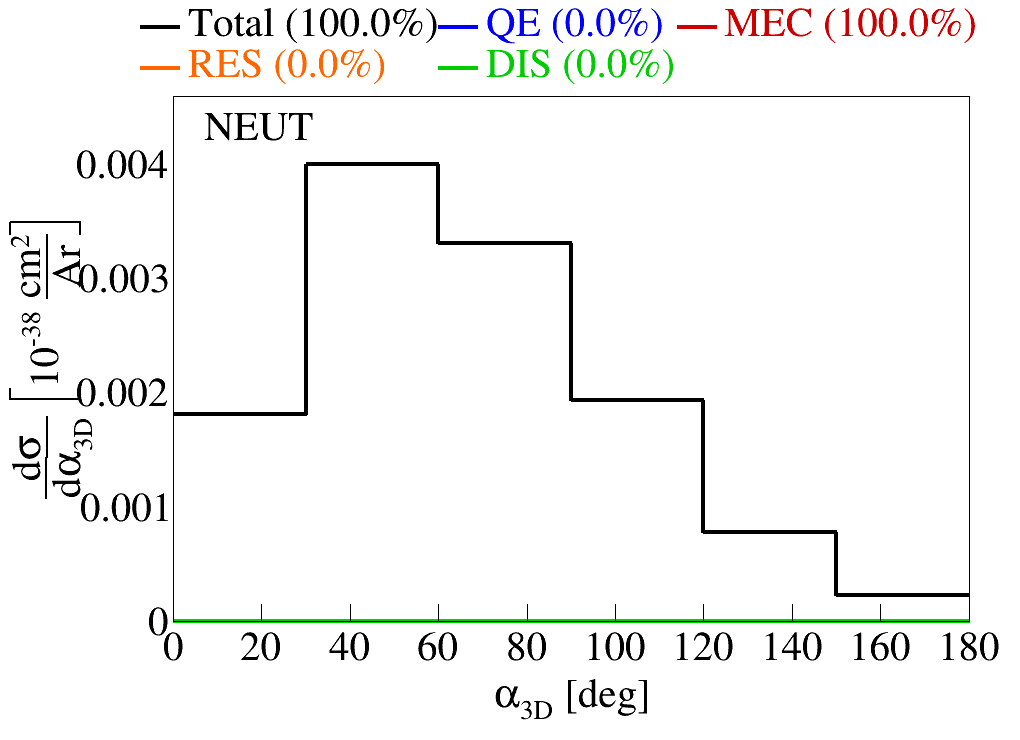 Total (100.0%) QE (0.0%) MEC (100.0%)
RES (0.0%) DIS (0.0%)
NEUT
0.004
0.003
0.002
0.001
0
dσ/dα3D [10-38 cm2/Ar]
0 20 40 60 80 100 120 140 160 180
α3D [deg]